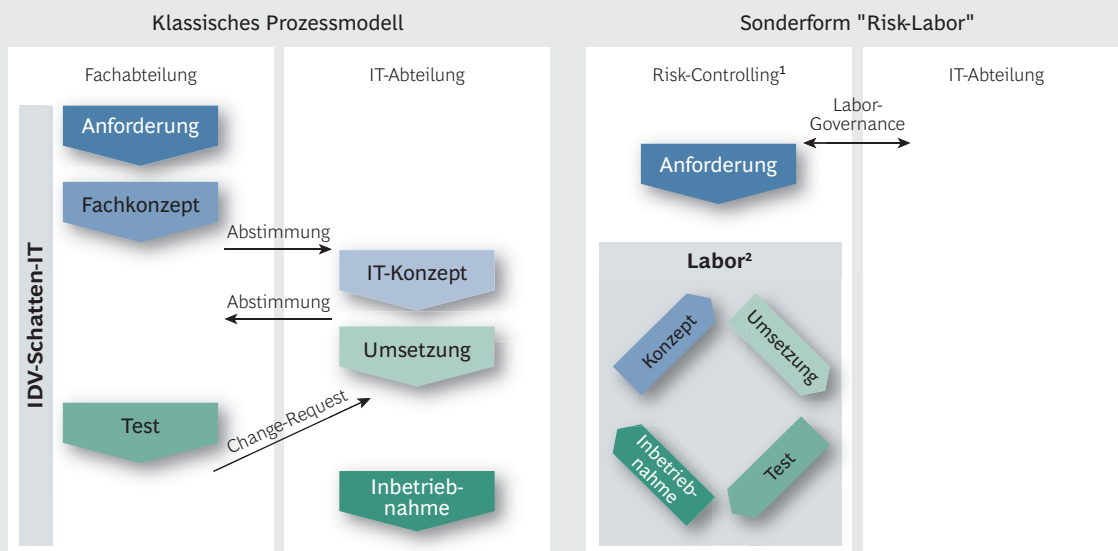 Klassisches Prozessmodell
Fachabteilung
IT-Abteilung
IDV-Schatten-IT
Anforderung
Fachkonzept
Abstimmung
IT-Konzept
Abstimmung
Umsetzung
Test
Change-Request
Inbetrieb-
nahme
Sonderform "Risk-Labor"
Risk-Controlling¹
IT-Abteilung
Labor-
Governance
Anforderung
Labor²
Konzept
Umsetzung
Test
Inbetrieb-
nahme